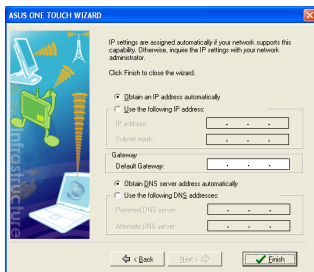 ASUS ONE TOUCH WIZARD
IP settings are assigned automatically if your network supports this
capability. Otherwise, inquire the IP settings with your network
administrator.
Click Finish to close the wizard.
Obtain an IP address automatically
Use the following IP address:
IP address:
Subnet mask:
Gateway
Default Gateway:
Obtain DNS server address automatically
Use the following DNS addresses:
Preferred DNS server:
Alternate DNS server:
< Back
Next >
Finish
Infrastructure